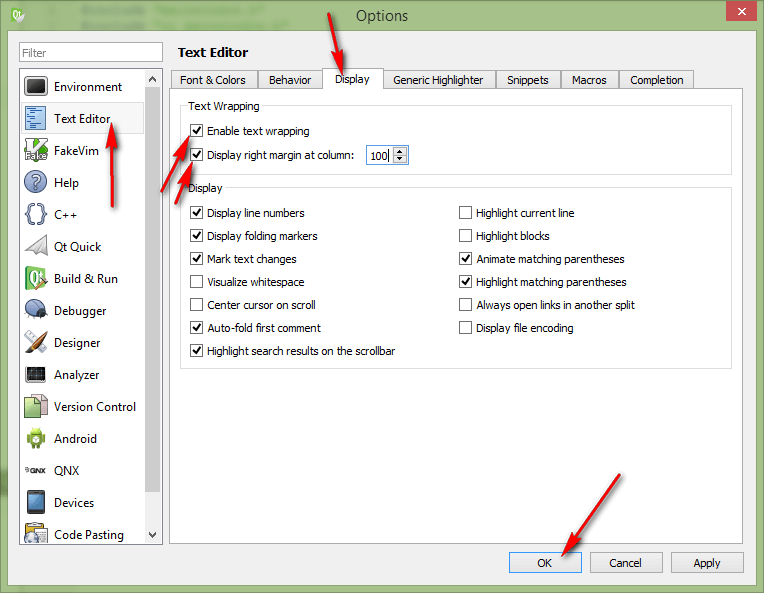 Options
Filter
Environment
Text Editor
FakeVim
Help
C++
Qt Quick
Build & Run
Debugger
Designer
Analyzer
Version Control
Android
QNX
Devices
Code Pasting
Text Editor
Font & Colors
Behavior
Display
Generic Highlighter
Snippets
Macros
Completion
Text Wrapping
Enable text wrapping
Display right margin at column: 100
Display
Display line numbers
Display folding markers
Mark text changes
Visualize whitespace
Center cursor on scroll
Auto-fold first comment
Highlight search results on the scrollbar
Highlight current line
Highlight blocks
Animate matching parentheses
Highlight matching parentheses
Always open links in another split
Display file encoding
OK
Cancel
Apply